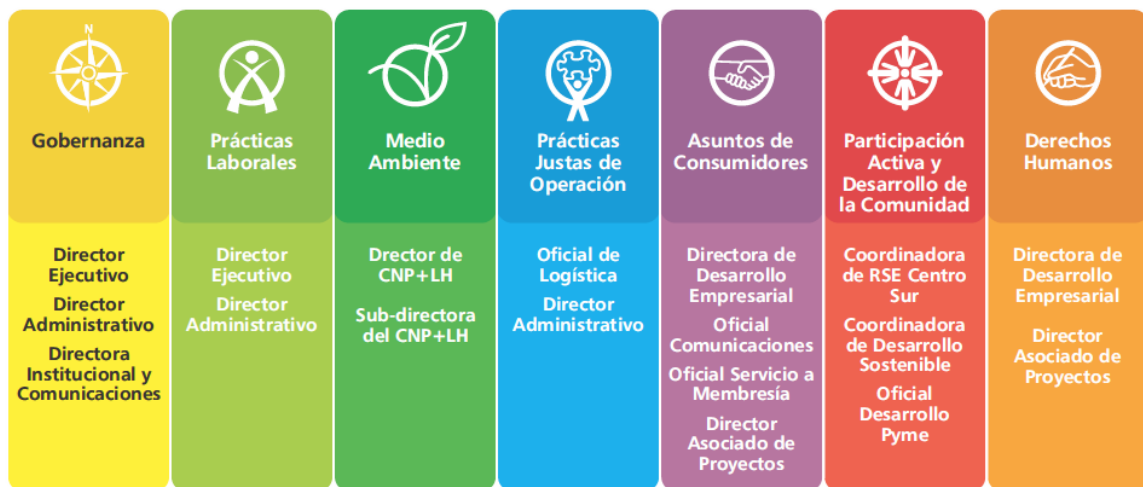 N
Gobernanza
Director
Ejecutivo
Director
Administrativo
Directora
Institucional y
Comunicaciones
Prácticas
Laborales
Director
Ejecutivo
Director
Administrativo
Medio
Ambiente
Drector de
CNP+LH
Sub-directora
del CNP+LH
Prácticas
Justas de
Operación
Oficial de
Logística
Director
Administrativo
Asuntos de
Consumidores
Directora de
Desarrollo
Empresarial
Oficial
Comunicaciones
Oficial Servicio a
Membresía
Director
Asociado de
Proyectos
Participación
Activa y
Desarrollo de
la Comunidad
Coordinadora
de RSE Centro
Sur
Coordinadora
de Desarrollo
Sostenible
Oficial
Desarrollo
Pyme
Derechos
Humanos
Directora de
Desarrollo
Empresarial
Director
Asociado de
Proyectos